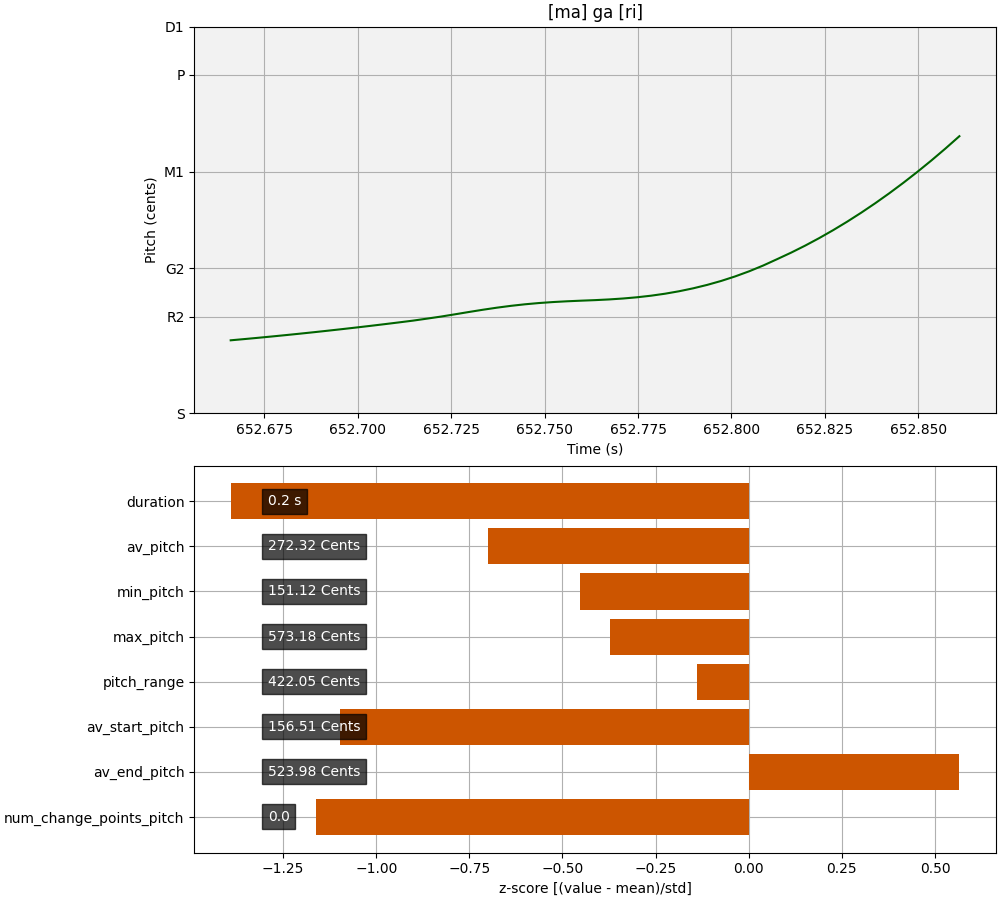 [ma] ga [ri]
D1
P
M1
G2
R2
S
Pitch (cents)
652.675 652.700 652.725 652.750 652.775 652.800 652.825 652.850
Time (s)
duration 0.2 s
av_pitch 272.32 Cents
min_pitch 151.12 Cents
max_pitch 573.18 Cents
pitch_range 422.05 Cents
av_start_pitch 156.51 Cents
av_end_pitch 523.98 Cents
num_change_points_pitch 0.0
−1.25 −1.00 −0.75 −0.50 −0.25 0.00 0.25 0.50
z-score [(value - mean)/std]